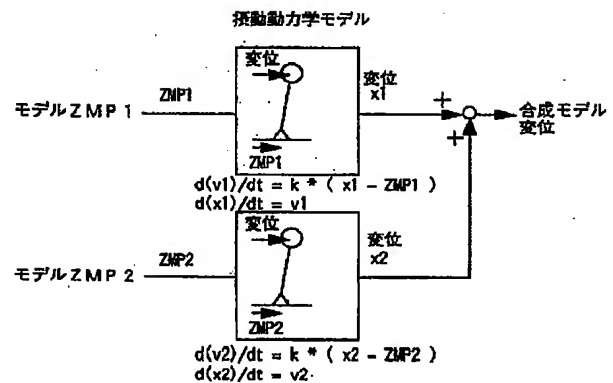 摂動動力学モデル
変位
変位
x1
ZMP1
モデルZMP1
ZMP1
合成モデル
変位
d(v1)/dt = k * ( x1 - ZMP1 )
d(x1)/dt = v1
変位
変位
x2
ZMP2
モデルZMP2
ZMP2
d(v2)/dt = k * ( x2 - ZMP2 )
d(x2)/dt = v2